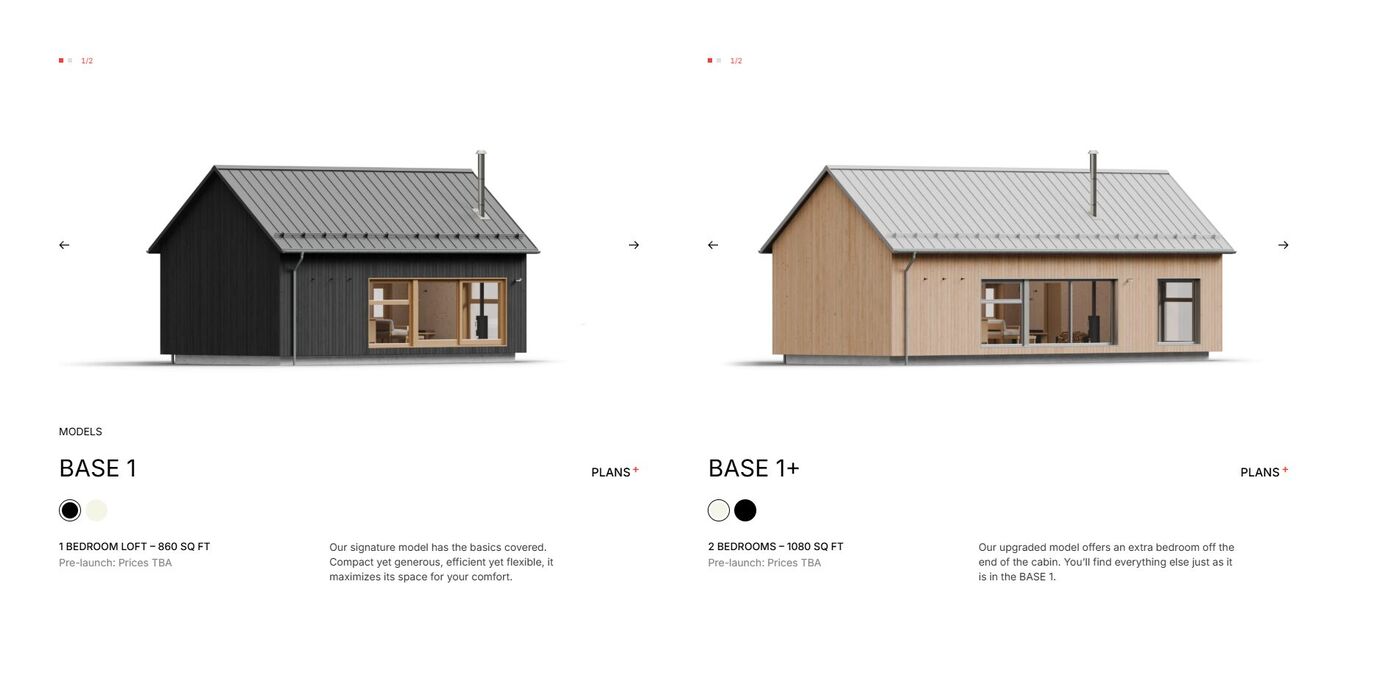 1/2
1/2
MODELS
BASE 1
PLANS+
1 BEDROOM LOFT – 860 SQ FT
Pre-launch: Prices TBA
Our signature model has the basics covered.
Compact yet generous, efficient yet flexible, it
maximizes its space for your comfort.
BASE 1+
PLANS+
2 BEDROOMS – 1080 SQ FT
Pre-launch: Prices TBA
Our upgraded model offers an extra bedroom off the
end of the cabin. You’ll find everything else just as it
is in the BASE 1.